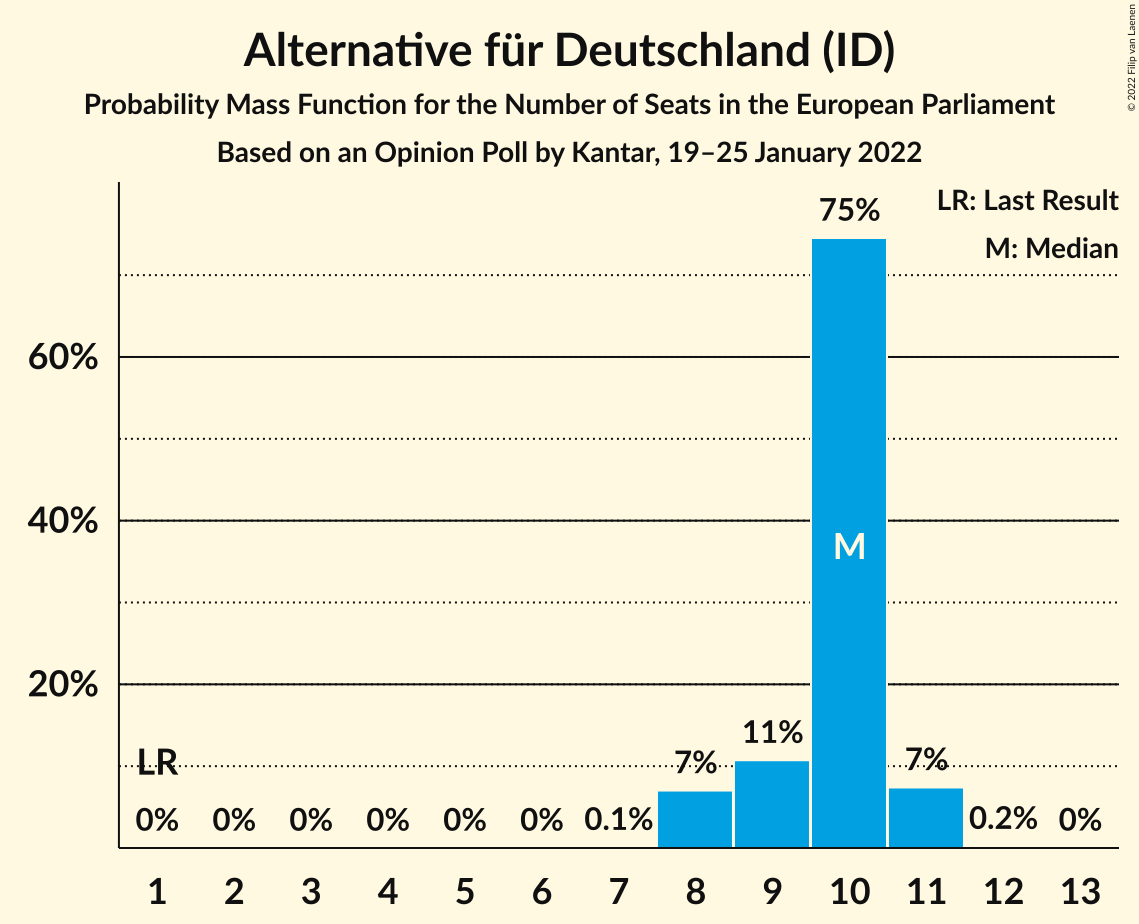 Alternative für Deutschland (ID)
Probability Mass Function for the Number of Seats in the European Parliament
Based on an Opinion Poll by Kantar, 19–25 January 2022
© 2022 Filip van Laenen
LR: Last Result
M: Median
75%
60%
40%
20%
M
LR
0% 0% 0% 0% 0% 0% 0.1% 7% 11% 7% 0.2% 0%
1 2 3 4 5 6 7 8 9 10 11 12 13